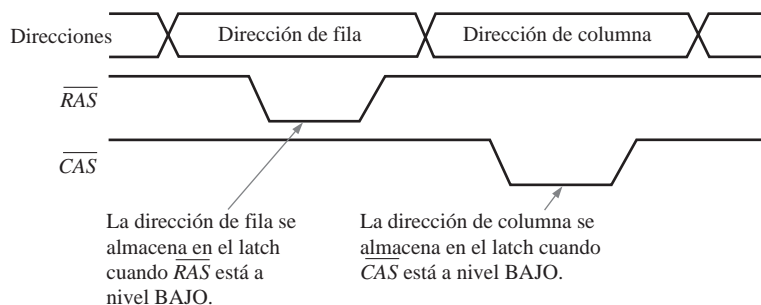 Direcciones
Dirección de fila
Dirección de columna
RAS
CAS
La dirección de fila se
almacena en el latch
cuando RAS está a
nivel BAJO.
La dirección de columna se
almacena en el latch cuando
CAS está a nivel BAJO.